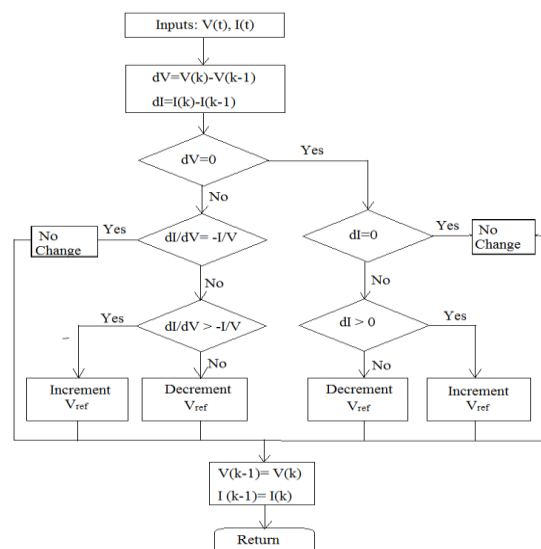 Inputs: V(t), I(t)
dV=V(k)-V(k-1)
dI=I(k)-I(k-1)
dV=0
Yes
No
No
Change
Yes
dI/dV= -I/V
dI=0
Yes
No
Change
No
No
Yes
dI/dV > -I/V
dI > 0
Yes
No
No
Increment
Vref
Decrement
Vref
Decrement
Vref
Increment
Vref
V(k-1)= V(k)
I (k-1)= I(k)
Return